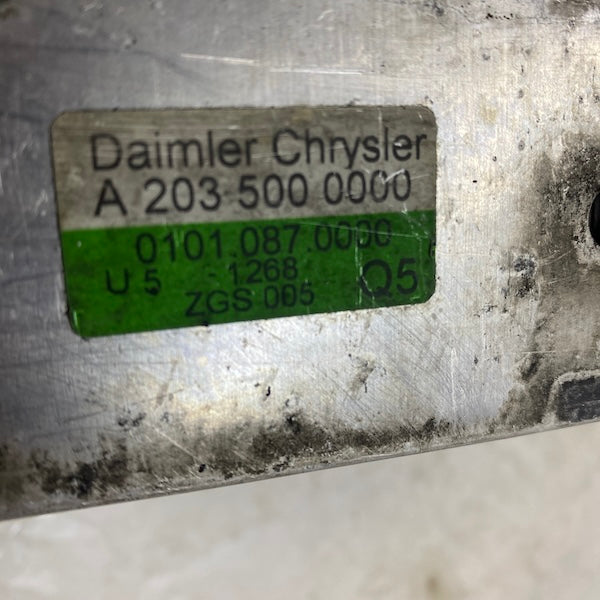 Daimler Chrysler
A 203 500 0000
0101.087.0000
U 5 - 1268
ZGS 005 Q5